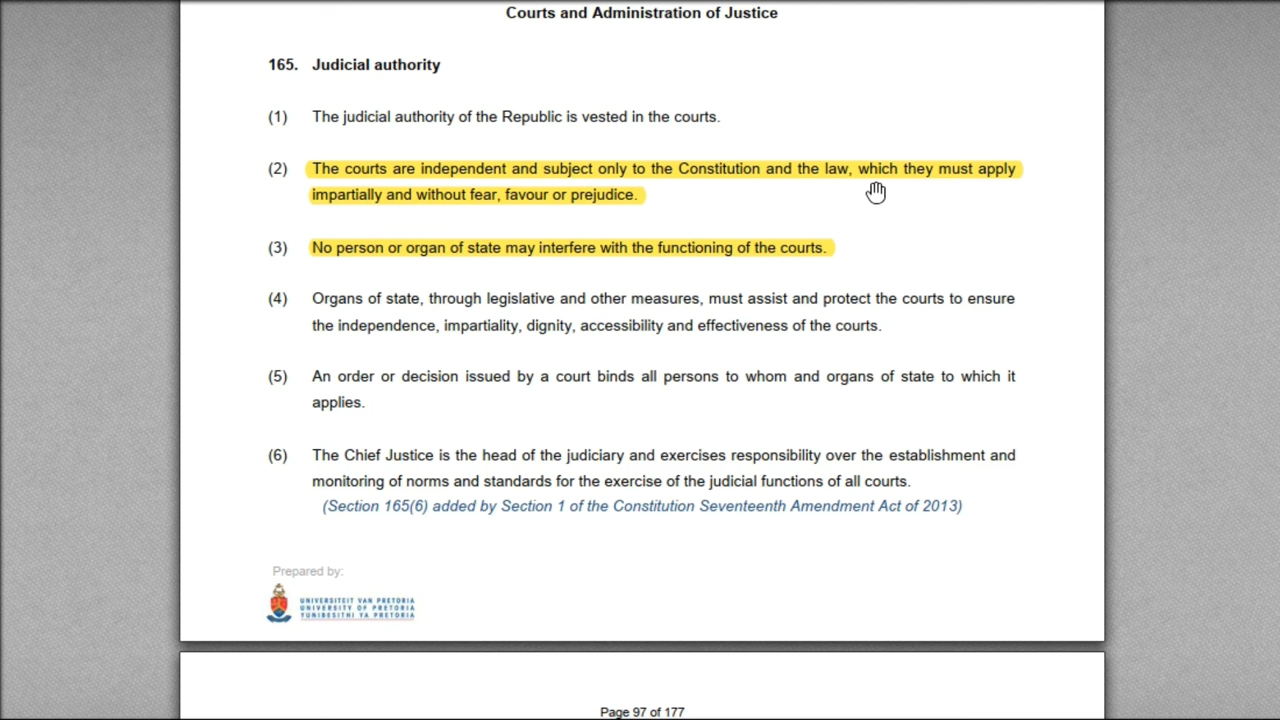 Courts and Administration of Justice
165. Judicial authority
(1) The judicial authority of the Republic is vested in the courts.
(2) The courts are independent and subject only to the Constitution and the law, which they must apply
impartially and without fear, favour or prejudice.
(3) No person or organ of state may interfere with the functioning of the courts.
(4) Organs of state, through legislative and other measures, must assist and protect the courts to ensure
the independence, impartiality, dignity, accessibility and effectiveness of the courts.
(5) An order or decision issued by a court binds all persons to whom and organs of state to which it
applies.
(6) The Chief Justice is the head of the judiciary and exercises responsibility over the establishment and
monitoring of norms and standards for the exercise of the judicial functions of all courts.
(Section 165(6) added by Section 1 of the Constitution Seventeenth Amendment Act of 2013)
Prepared by:
UNIVERSITEIT VAN PRETORIA
UNIVERSITY OF PRETORIA
YUNIBESITHI YA PRETORIA
Page 97 of 177